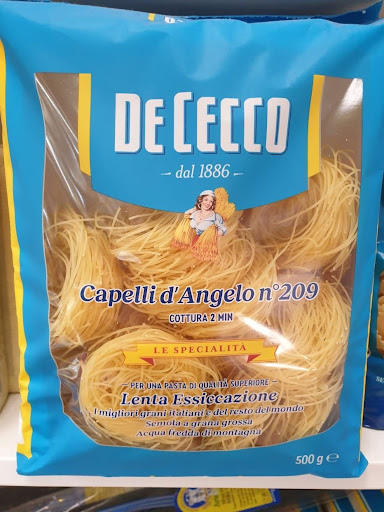 DE CECCO
dal 1886
Capelli d'Angelo n°209
COTTURA 2 MIN
LE SPECIALITÀ
PER UNA PASTA DI QUALITÀ SUPERIORE
Lenta Essiccazione
I migliori grani italiani e del resto del mondo
Semola a grana grossa
Acqua fredda di montagna
500 g ℮